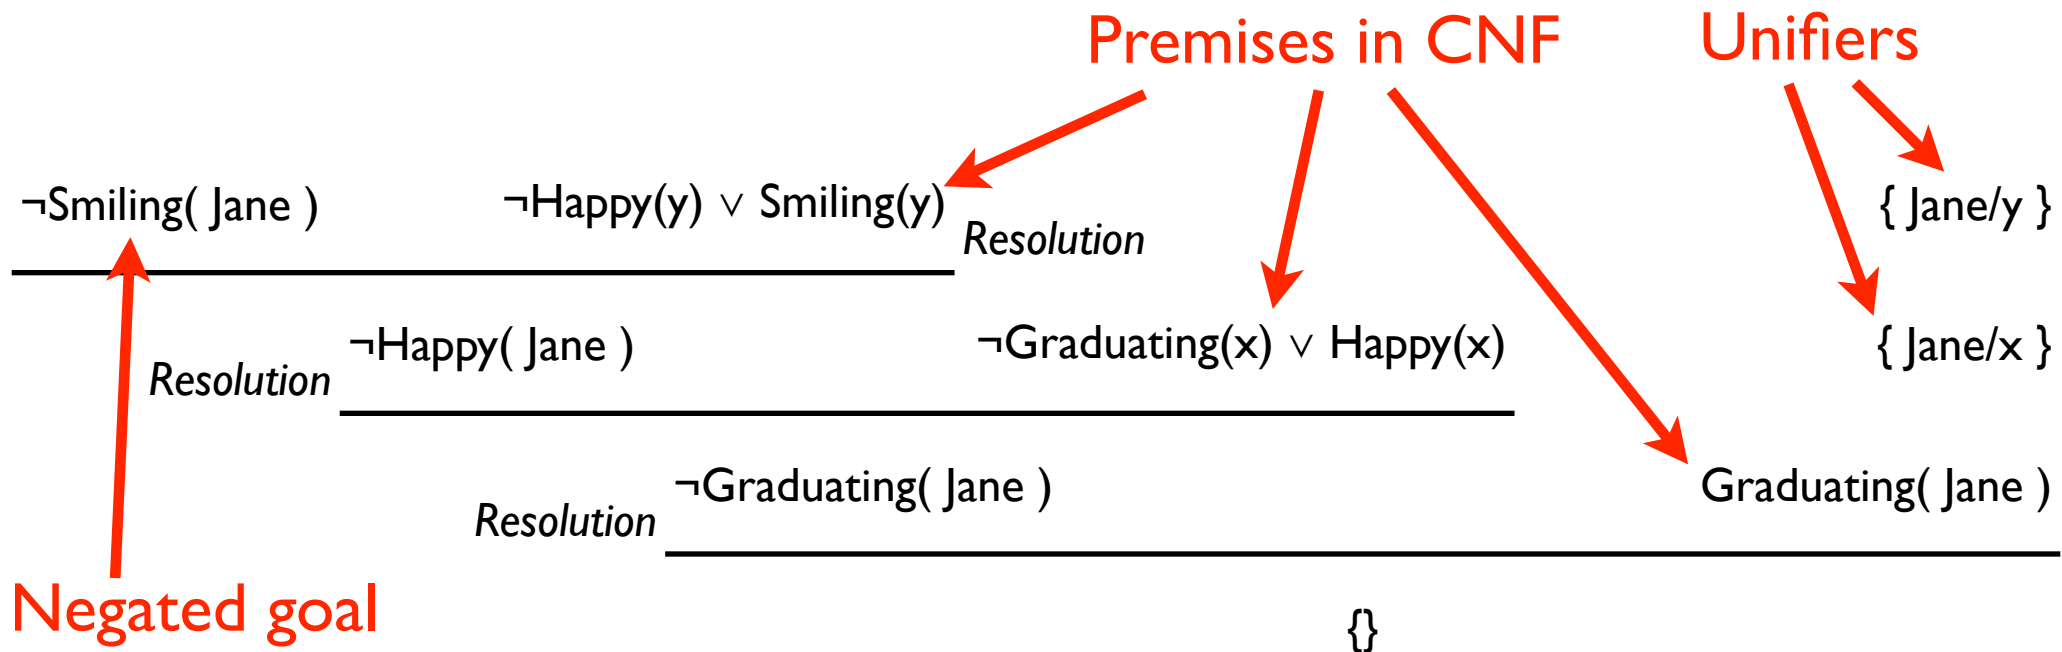 Premises in CNF
Unifiers
¬Smiling( Jane )
¬Happy(y) ∨ Smiling(y)
Resolution
{ Jane/y }
Resolution
¬Happy( Jane )
¬Graduating(x) ∨ Happy(x)
{ Jane/x }
Resolution
¬Graduating( Jane )
Graduating( Jane )
Negated goal
{}